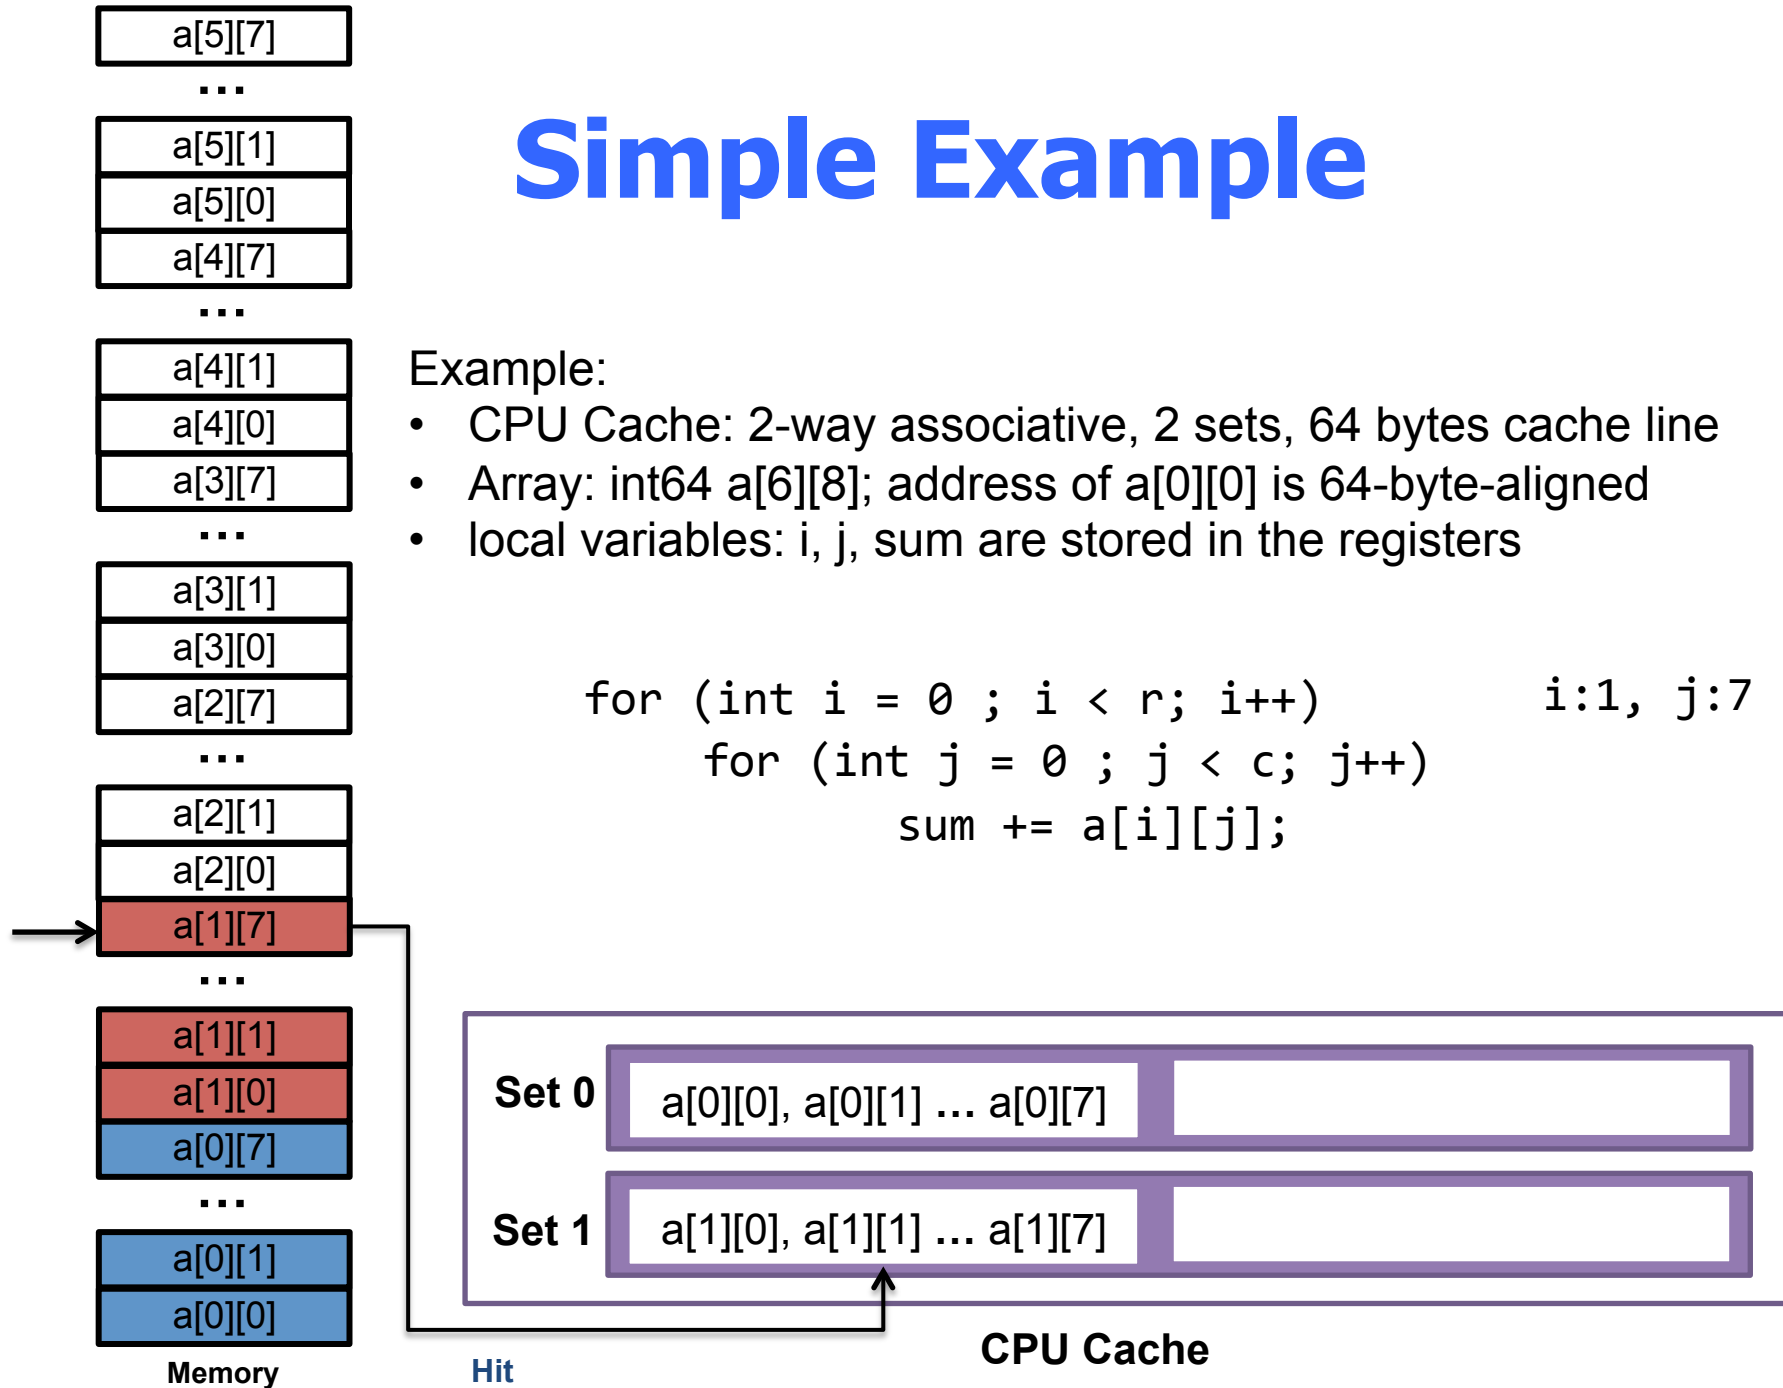 Simple Example
a[5][7]
...
a[5][1]
a[5][0]
a[4][7]
...
a[4][1]
a[4][0]
a[3][7]
...
a[3][1]
a[3][0]
a[2][7]
...
a[2][1]
a[2][0]
a[1][7]
...
a[1][1]
a[1][0]
a[0][7]
...
a[0][1]
a[0][0]
Memory
Example:
• CPU Cache: 2-way associative, 2 sets, 64 bytes cache line
• Array: int64 a[6][8]; address of a[0][0] is 64-byte-aligned
• local variables: i, j, sum are stored in the registers
for (int i = 0 ; i < r; i++)
for (int j = 0 ; j < c; j++)
sum += a[i][j];
i:1, j:7
Set 0
a[0][0], a[0][1] ... a[0][7]
Set 1
a[1][0], a[1][1] ... a[1][7]
CPU Cache
Hit